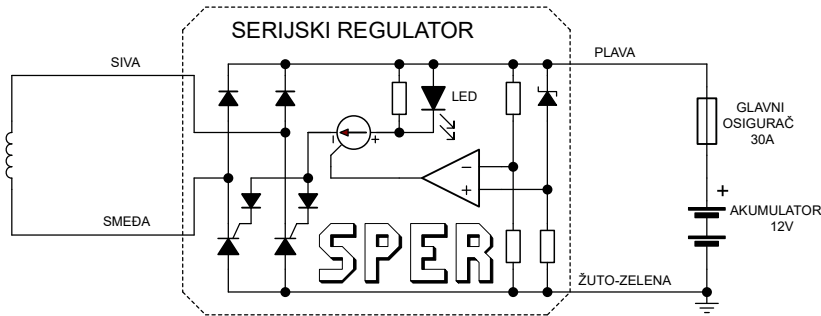 SERIJSKI REGULATOR
SIVA
PLAVA
LED
GLAVNI
OSIGURAČ
30A
SMEĐA
SPER
AKUMULATOR
12V
ŽUTO-ZELENA